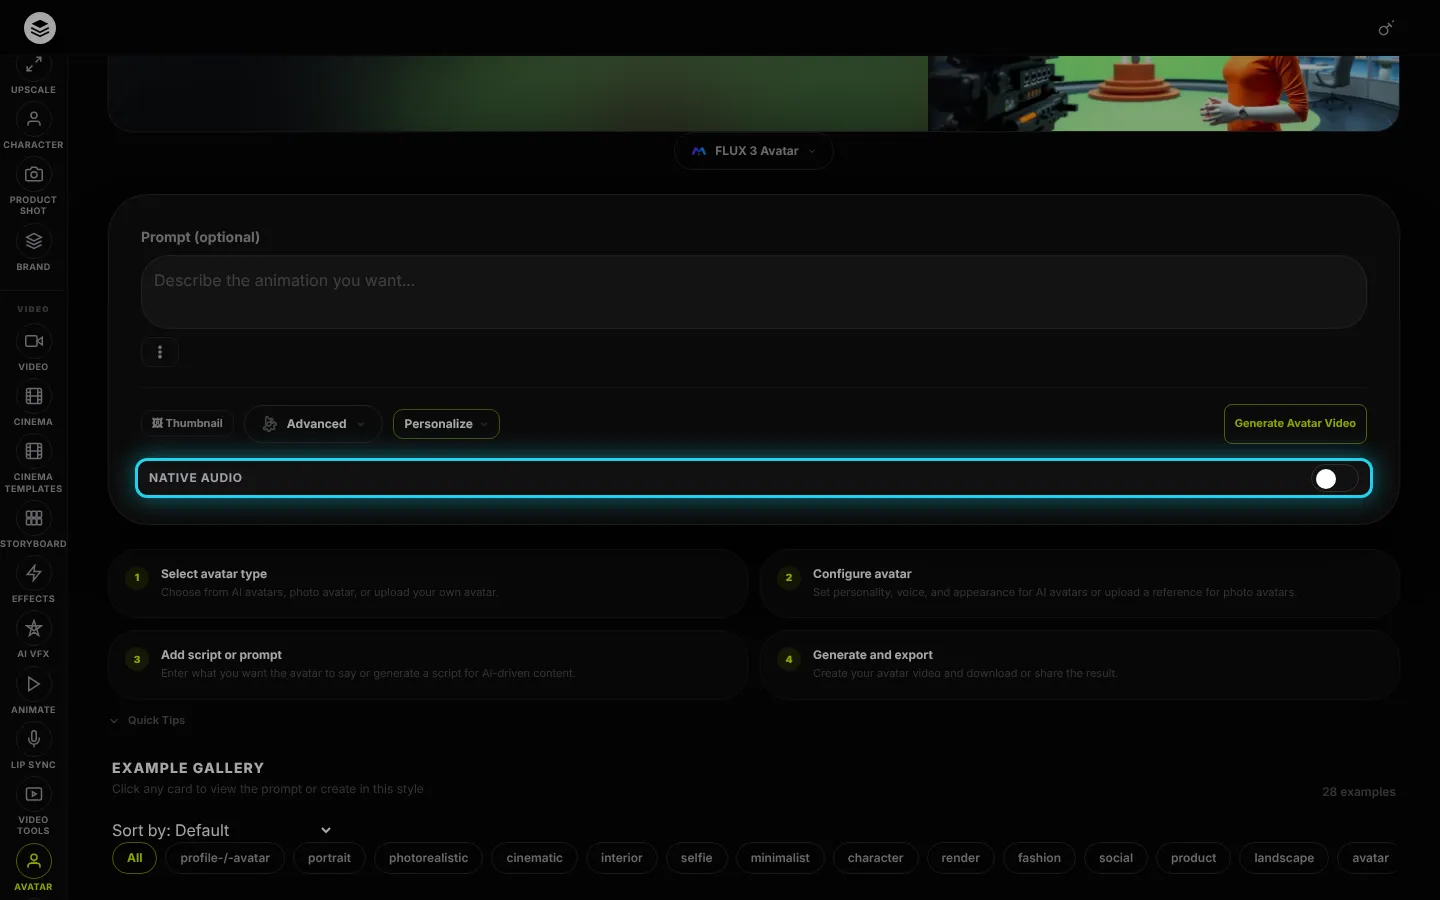 UPSCALE
CHARACTER
PRODUCT
SHOT
BRAND
VIDEO
VIDEO
CINEMA
CINEMA
TEMPLATES
STORYBOARD
EFFECTS
AI VFX
ANIMATE
LIP SYNC
VIDEO
TOOLS
AVATAR
FLUX 3 Avatar
Prompt (optional)
Describe the animation you want...
Thumbnail
Advanced
Personalize
Generate Avatar Video
NATIVE AUDIO
1
Select avatar type
Choose from AI avatars, photo avatar, or upload your own avatar.
2
Configure avatar
Set personality, voice, and appearance for AI avatars or upload a reference for photo avatars.
3
Add script or prompt
Enter what you want the avatar to say or generate a script for AI-driven content.
4
Generate and export
Create your avatar video and download or share the result.
Quick Tips
EXAMPLE GALLERY
Click any card to view the prompt or create in this style
28 examples
Sort by: Default
All
profile-/-avatar
portrait
photorealistic
cinematic
interior
selfie
minimalist
character
render
fashion
social
product
landscape
avatar